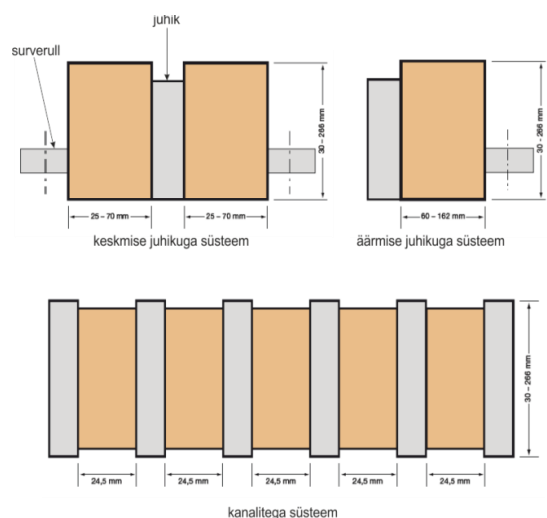 juhik
surverull
30 – 266 mm
30 – 266 mm
25 – 70 mm
25 – 70 mm
60 – 162 mm
keskmise juhikuga süsteem
äärmise juhikuga süsteem
30 – 266 mm
24,5 mm
24,5 mm
24,5 mm
24,5 mm
24,5 mm
kanalitega süsteem